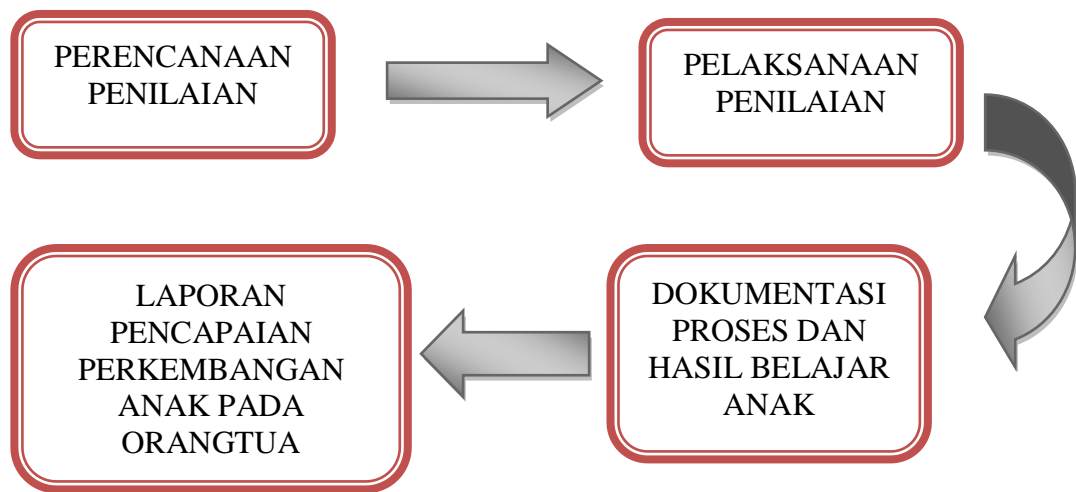 PERENCANAAN
PENILAIAN
PELAKSANAAN
PENILAIAN
DOKUMENTASI
PROSES DAN
HASIL BELAJAR
ANAK
LAPORAN
PENCAPAIAN
PERKEMBANGAN
ANAK PADA
ORANGTUA